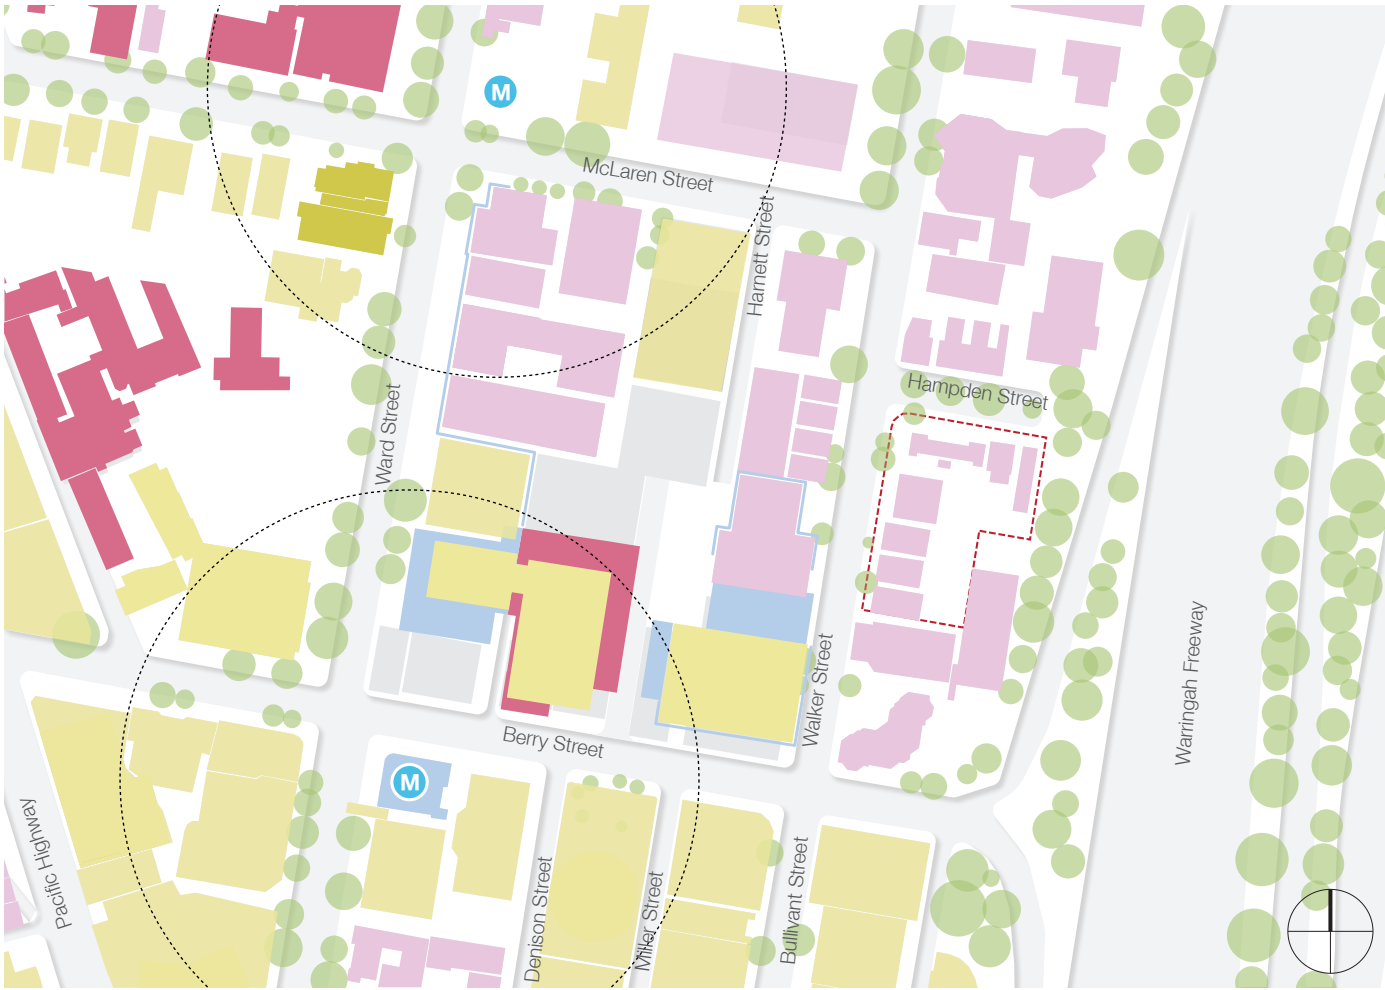 M
McLaren Street
Harnett Street
Hampden Street
Ward Street
Warringah Freeway
Walker Street
Berry Street
M
Pacific Highway
Denison Street
Miller Street
Bullivant Street